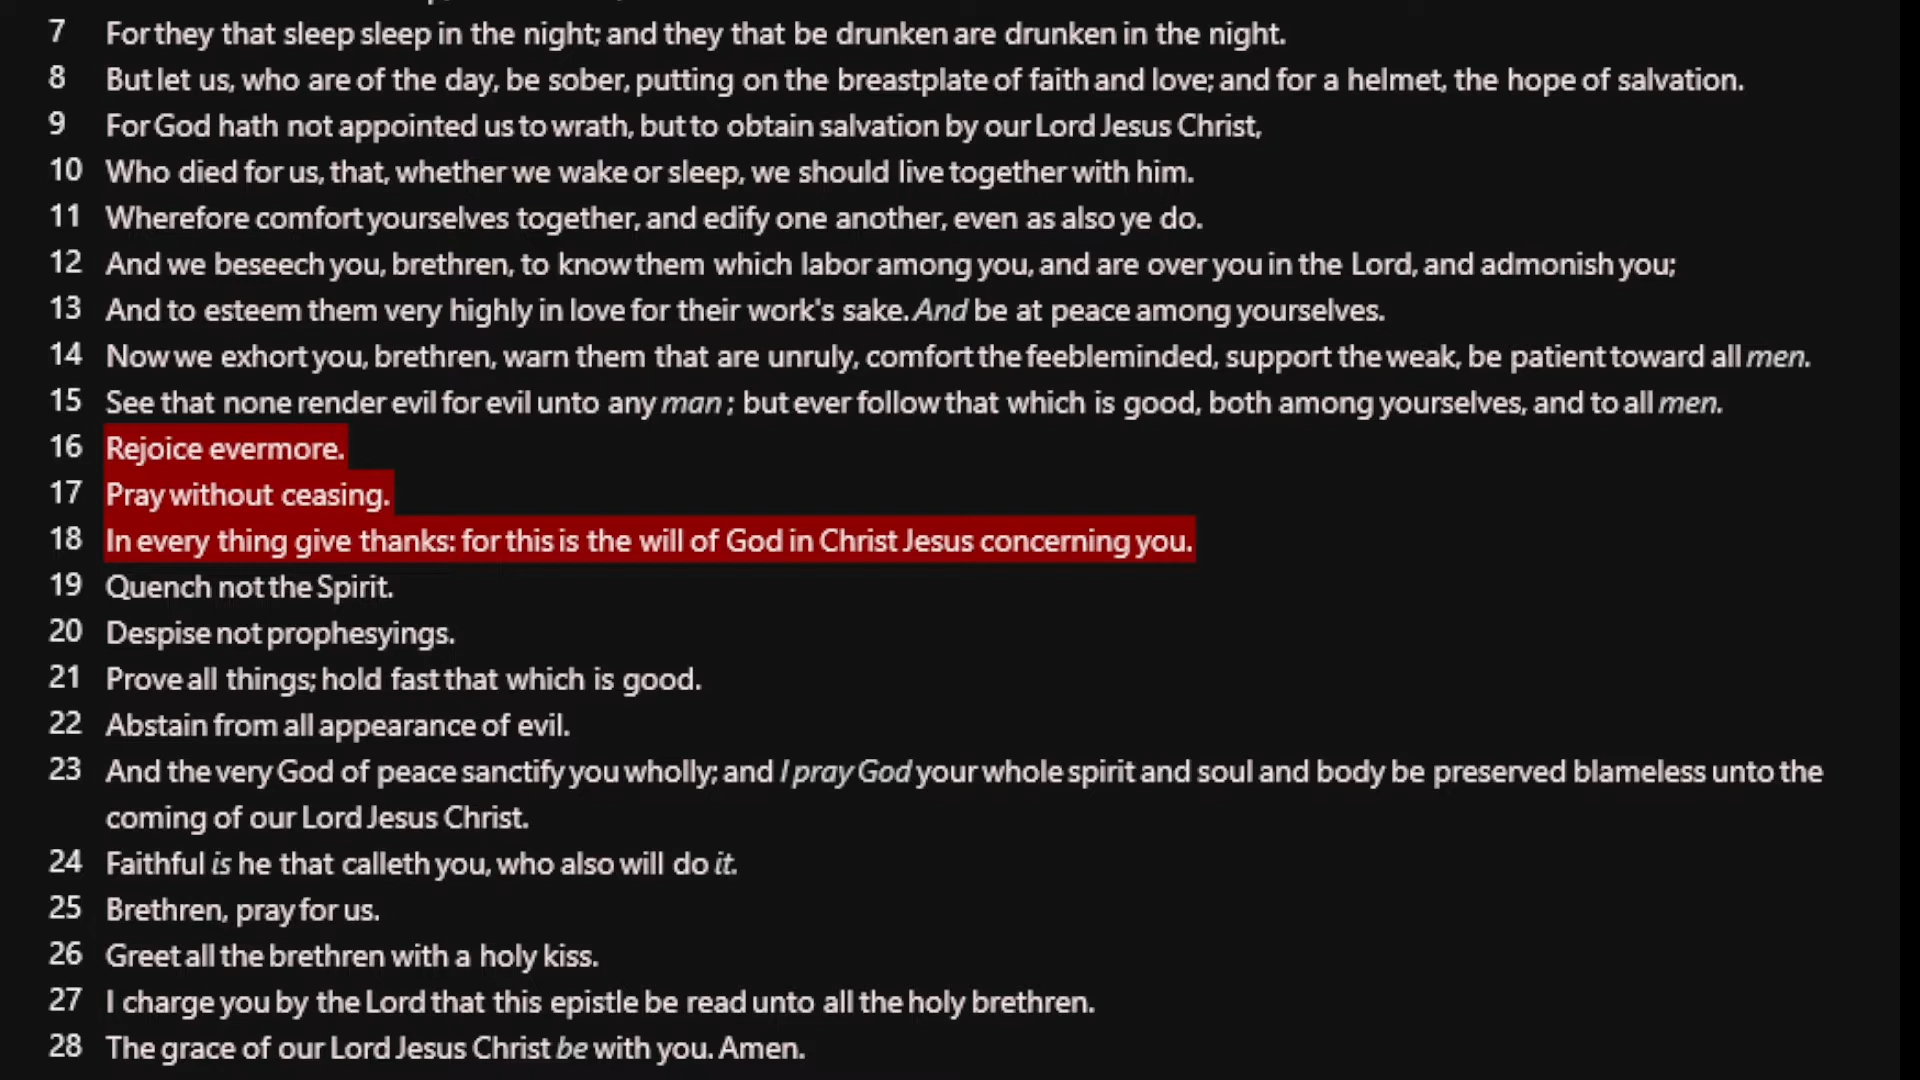 7 For they that sleep sleep in the night; and they that be drunken are drunken in the night.
8 But let us, who are of the day, be sober, putting on the breastplate of faith and love; and for a helmet, the hope of salvation.
9 For God hath not appointed us to wrath, but to obtain salvation by our Lord Jesus Christ,
10 Who died for us, that, whether we wake or sleep, we should live together with him.
11 Wherefore comfort yourselves together, and edify one another, even as also ye do.
12 And we beseech you, brethren, to know them which labor among you, and are over you in the Lord, and admonish you;
13 And to esteem them very highly in love for their work's sake. And be at peace among yourselves.
14 Now we exhort you, brethren, warn them that are unruly, comfort the feebleminded, support the weak, be patient toward all men.
15 See that none render evil for evil unto any man ; but ever follow that which is good, both among yourselves, and to all men.
16 Rejoice evermore.
17 Pray without ceasing.
18 In every thing give thanks: for this is the will of God in Christ Jesus concerning you.
19 Quench not the Spirit.
20 Despise not prophesyings.
21 Prove all things; hold fast that which is good.
22 Abstain from all appearance of evil.
23 And the very God of peace sanctify you wholly; and I pray God your whole spirit and soul and body be preserved blameless unto the
coming of our Lord Jesus Christ.
24 Faithful is he that calleth you, who also will do it.
25 Brethren, pray for us.
26 Greet all the brethren with a holy kiss.
27 I charge you by the Lord that this epistle be read unto all the holy brethren.
28 The grace of our Lord Jesus Christ be with you. Amen.